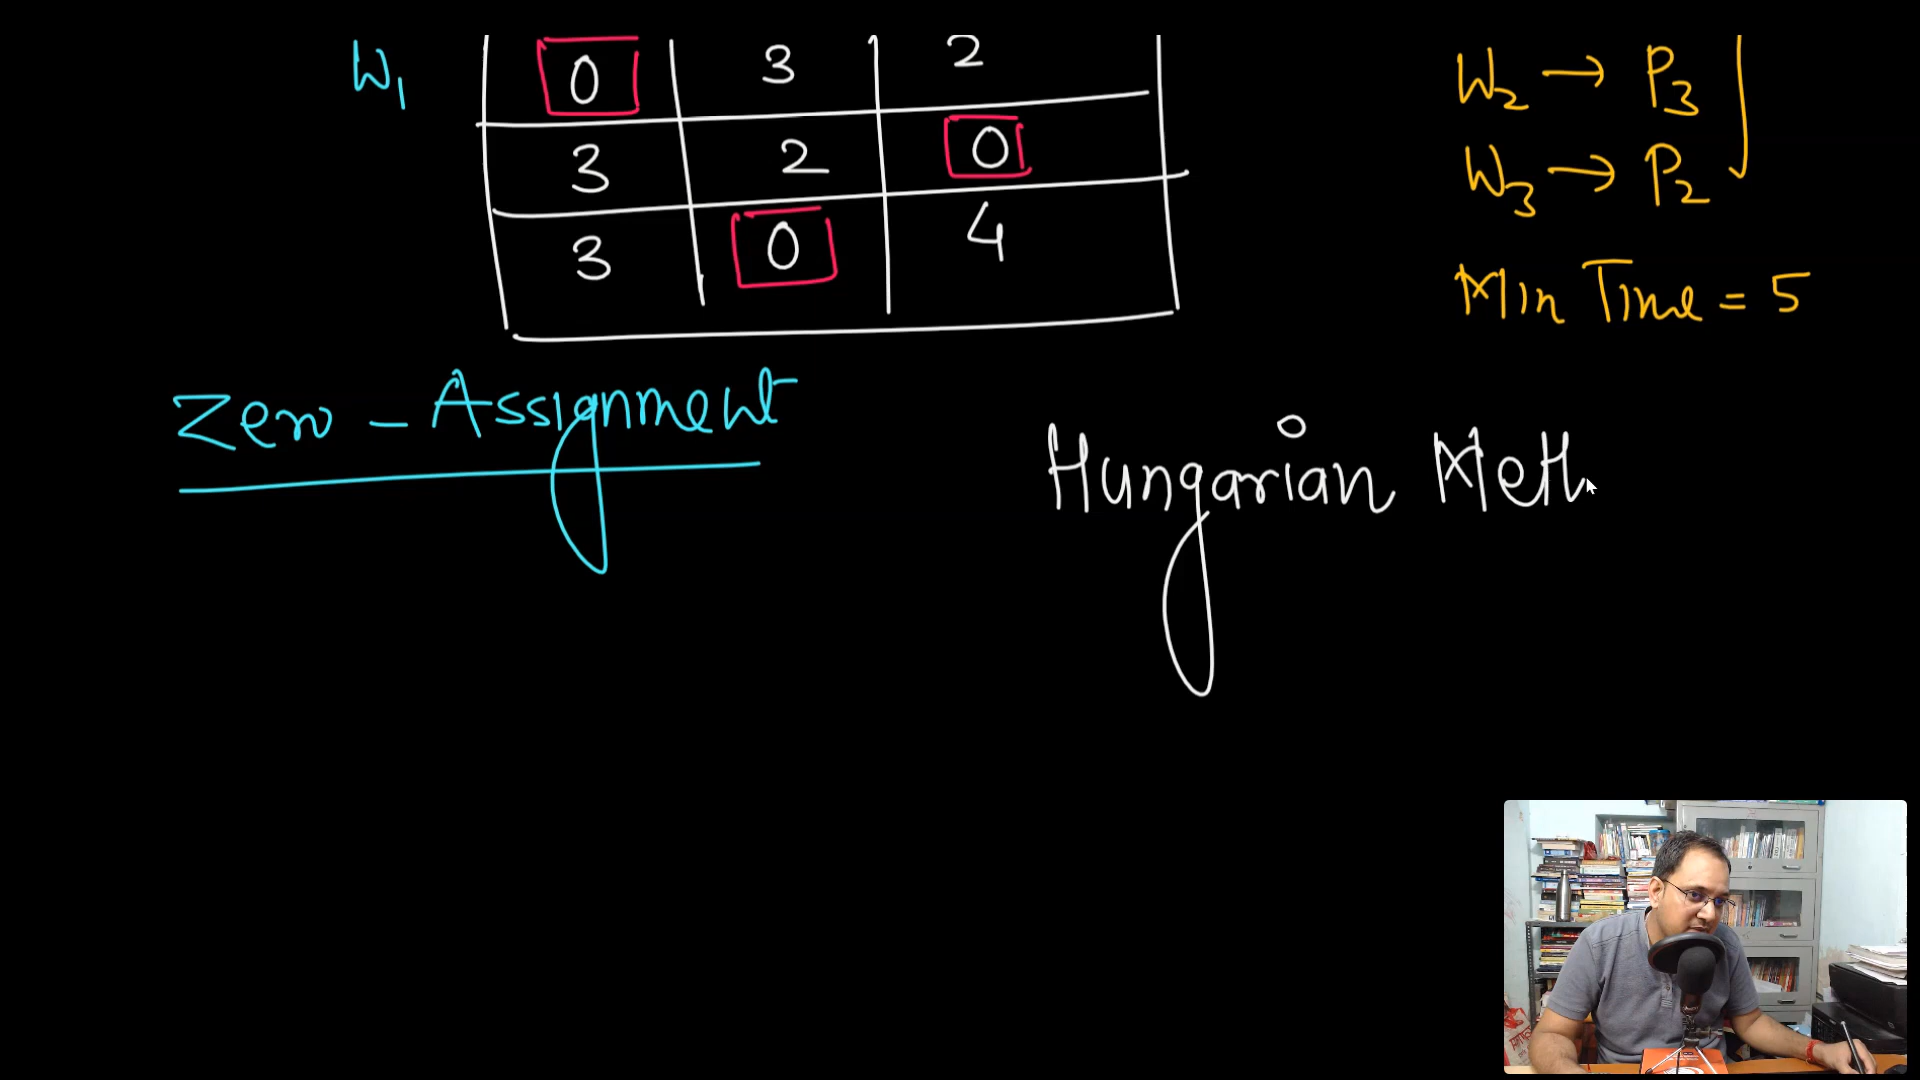 W1 0 3 2
3 2 0
3 0 4
W2 → P3
W3 → P2
Min Time = 5
Zero - Assignment
Hungarian Meth